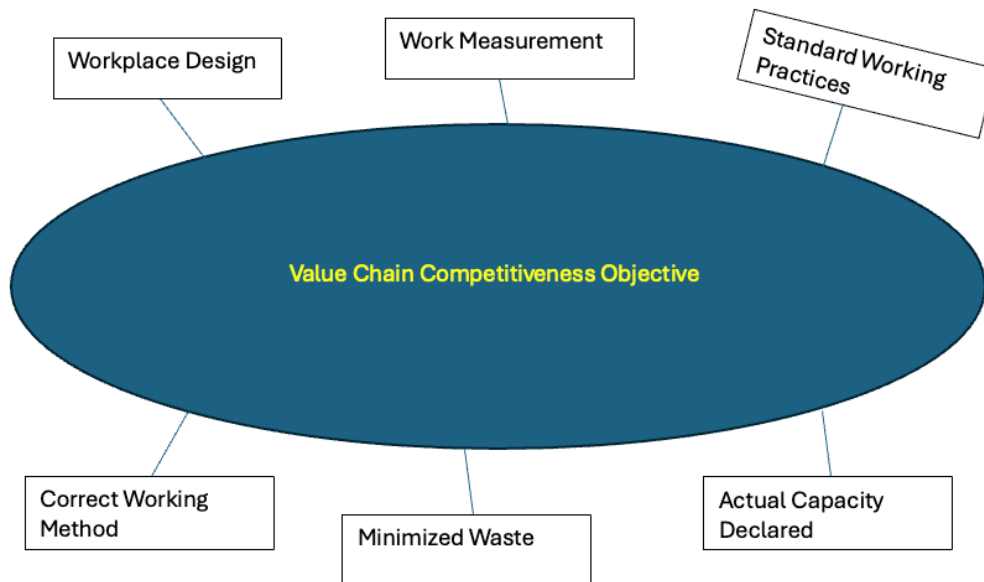 Workplace Design
Work Measurement
Standard Working
Practices
Value Chain Competitiveness Objective
Correct Working
Method
Minimized Waste
Actual Capacity
Declared